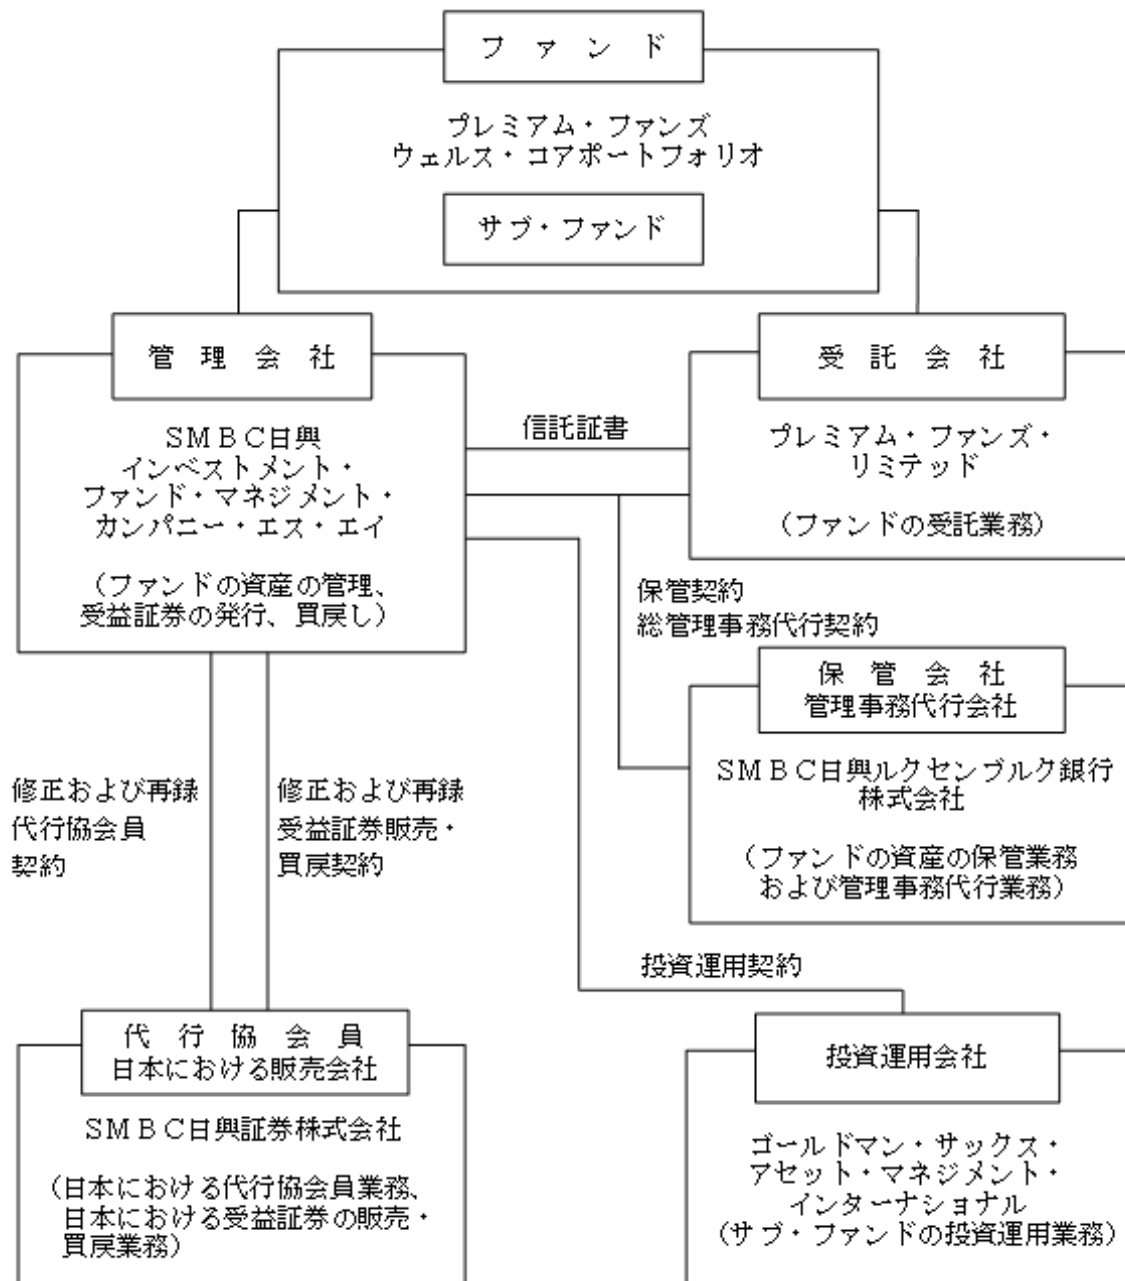 ファンド
プレミアム・ファンズ
ウェルス・コアポートフォリオ
サブ・ファンド
管理会社
SMBC日興
インベストメント・
ファンド・マネジメント・
カンパニー・エス・エイ
（ファンドの資産の管理、
受益証券の発行、買戻し）
信託証書
受託会社
プレミアム・ファンズ・
リミテッド
（ファンドの受託業務）
保管契約
総管理事務代行契約
保管会社
管理事務代行会社
SMBC日興ルクセンブルク銀行
株式会社
（ファンドの資産の保管業務
および管理事務代行業務）
修正および再録
代行協会員
契約
修正および再録
受益証券販売・
買戻契約
投資運用契約
代行協会員
日本における販売会社
SMBC日興証券株式会社
（日本における代行協会員業務、
日本における受益証券の販売・
買戻業務）
投資運用会社
ゴールドマン・サックス・
アセット・マネジメント・
インターナショナル
（サブ・ファンドの投資運用業務）